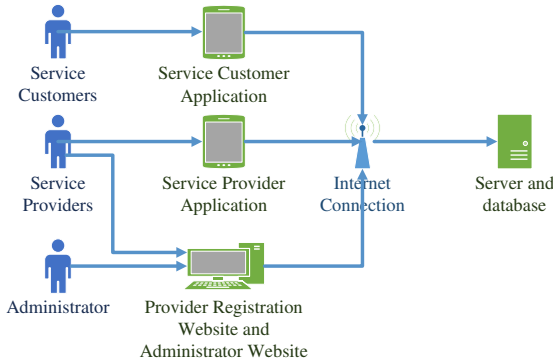 Service
Customers
Service Customer
Application
Service
Providers
Service Provider
Application
Internet
Connection
Server and
database
Administrator
Provider Registration
Website and
Administrator Website